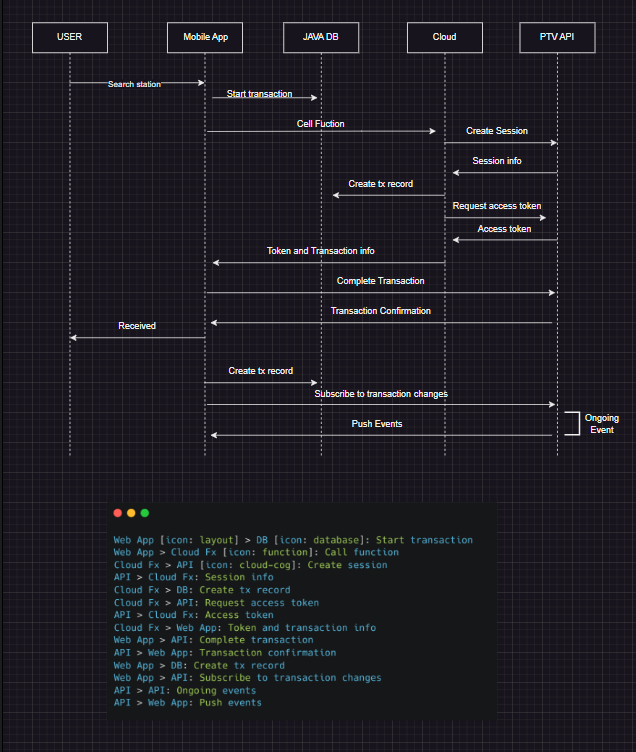 USER
Mobile App
JAVA DB
Cloud
PTV API
Search station
Start transaction
Cell Fuction
Create Session
Session info
Create tx record
Request access token
Access token
Token and Transaction info
Complete Transaction
Transaction Confirmation
Received
Create tx record
Subscribe to transaction changes
Ongoing
Event
Push Events
Web App [icon: layout] > DB [icon: database]: Start transaction
Web App > Cloud Fx [icon: function]: Call function
Cloud Fx > API [icon: cloud-cog]: Create session
API > Cloud Fx: Session info
Cloud Fx > DB: Create tx record
Cloud Fx > API: Request access token
API > Cloud Fx: Access token
Cloud Fx > Web App: Token and transaction info
Web App > API: Complete transaction
API > Web App: Transaction confirmation
Web App > DB: Create tx record
Web App > API: Subscribe to transaction changes
API > API: Ongoing events
API > Web App: Push events